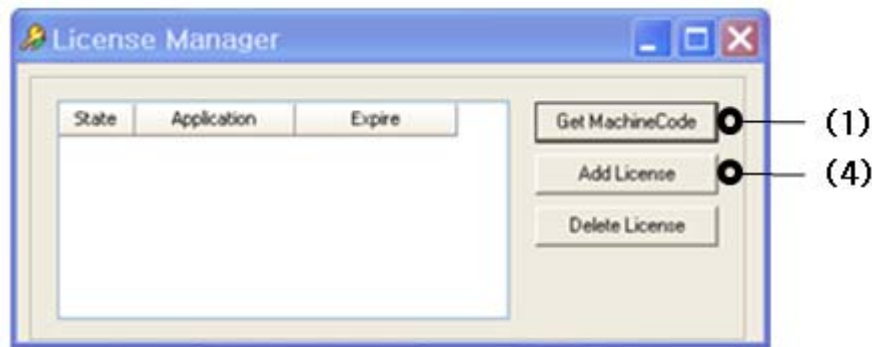 License Manager
State Application Expire
Get MachineCode
(1)
Add License
(4)
Delete License